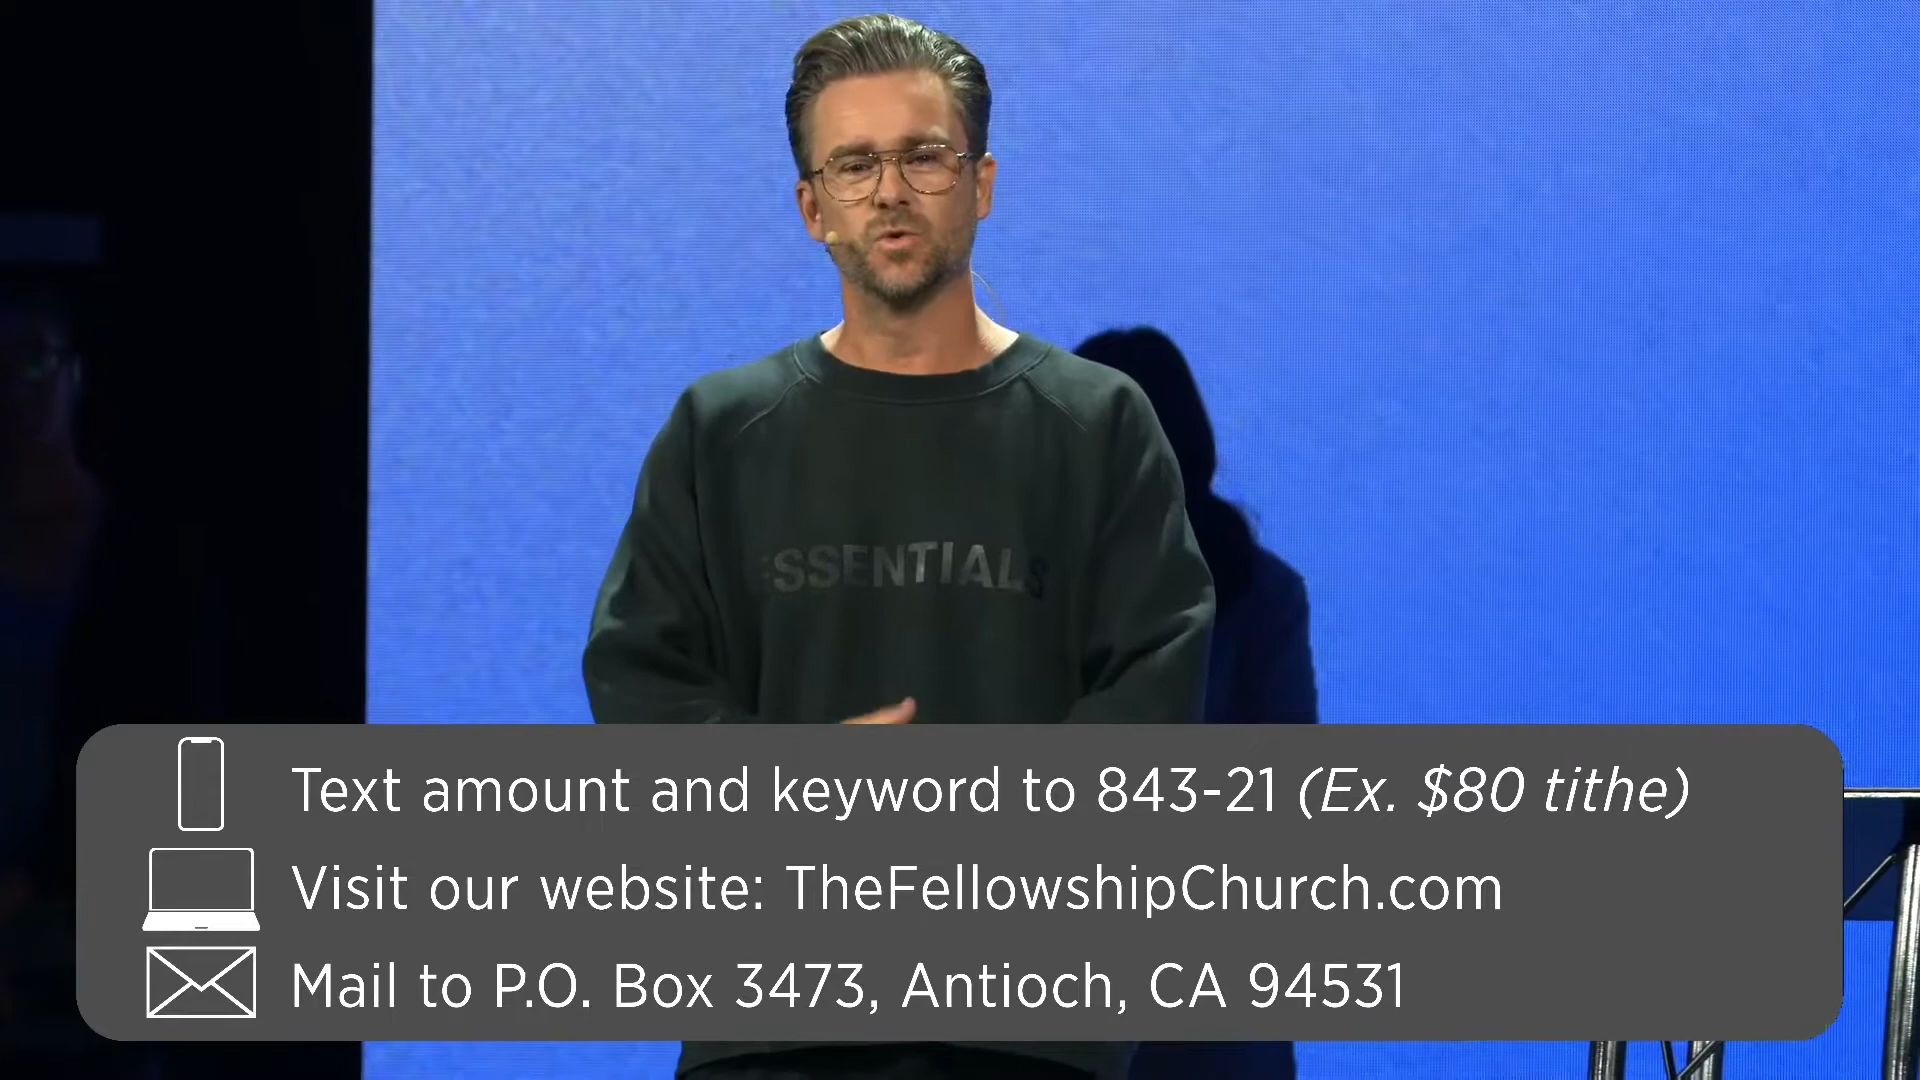 ESSENTIALS
Text amount and keyword to 843-21 (Ex. $80 tithe)
Visit our website: TheFellowshipChurch.com
Mail to P.O. Box 3473, Antioch, CA 94531